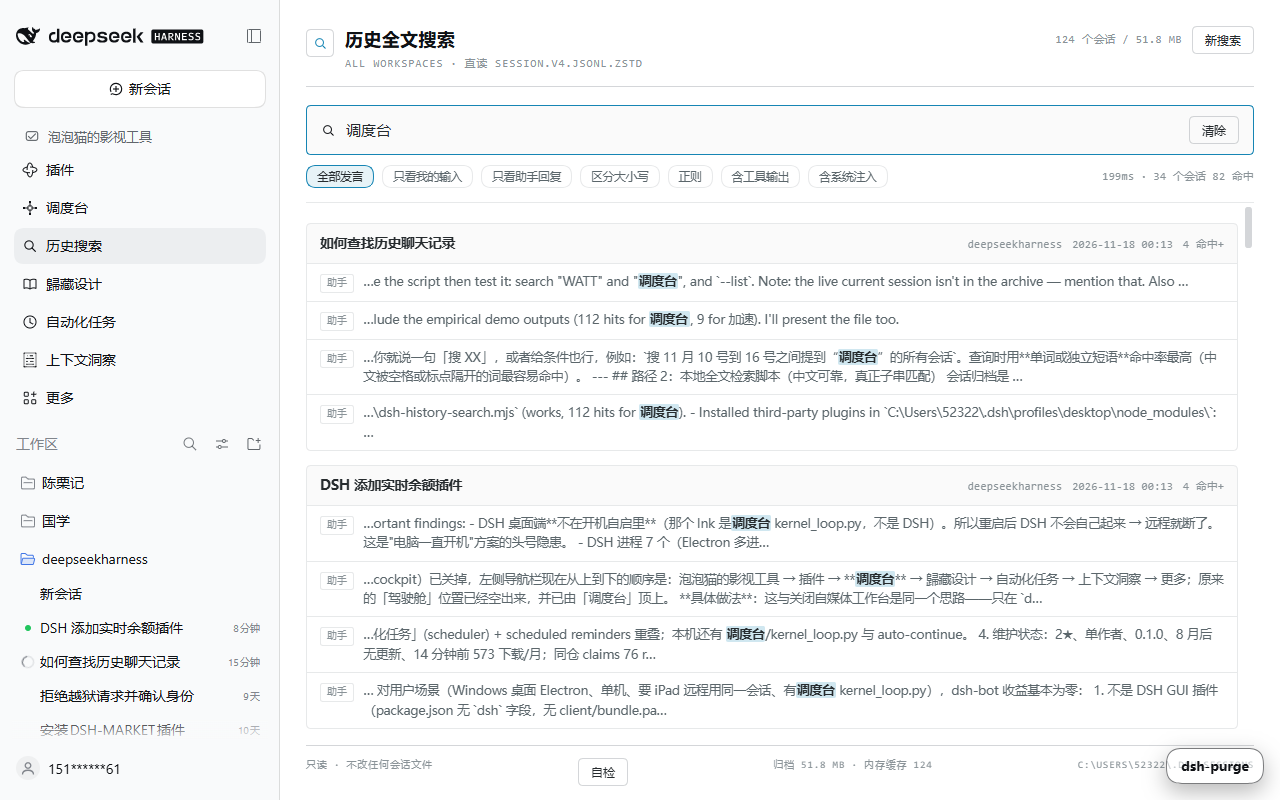 deepseek HARNESS
新会话
泡泡猫的影视工具
插件
调度台
历史搜索
歸藏设计
自动化任务
上下文洞察
更多
工作区
陈栗记
国学
deepseekharness
新会话
DSH 添加实时余额插件 8分钟
如何查找历史聊天记录 15分钟
拒绝越狱请求并确认身份 9天
安装DSH-MARKET插件 10天
151******61
历史全文搜索
ALL WORKSPACES · 直读 SESSION.V4.JSONL.ZSTD
124 个会话 / 51.8 MB
新搜索
调度台
清除
全部发言 只看我的输入 只看助手回复 区分大小写 正则 含工具输出 含系统注入
199ms · 34 个会话 82 命中
如何查找历史聊天记录
deepseekharness 2026-11-18 00:13 4 命中+
助手 …e the script then test it: search "WATT" and "调度台", and `--list`. Note: the live current session isn't in the archive — mention that. Also …
助手 …lude the empirical demo outputs (112 hits for 调度台, 9 for 加速). I'll present the file too.
助手 …你就说一句「搜 XX」，或者给条件也行，例如：`搜 11 月 10 号到 16 号之间提到“调度台”的所有会话`。查询时用**单词或独立短语**命中率最高（中
文被空格或标点隔开的词最容易命中）。 --- ## 路径 2：本地全文检索脚本（中文可靠，真正子串匹配） 会话归档是 …
助手 …\dsh-history-search.mjs` (works, 112 hits for 调度台). - Installed third-party plugins in `C:\Users\52322\.dsh\profiles\desktop\node_modules\`:
…
DSH 添加实时余额插件
deepseekharness 2026-11-18 00:13 4 命中+
助手 …ortant findings: - DSH 桌面端**不在开机自启里**（那个 lnk 是调度台 kernel_loop.py，不是 DSH）。所以重启后 DSH 不会自己起来 → 远程就断了。
这是"电脑一直开机"方案的头号隐患。 - DSH 进程 7 个（Electron 多进…
助手 …cockpit）已关掉，左侧导航栏现在从上到下的顺序是：泡泡猫的影视工具 → 插件 → **调度台** → 歸藏设计 → 自动化任务 → 上下文洞察 → 更多；原来
的「驾驶舱」位置已经空出来，并已由「调度台」顶上。 **具体做法**：这与关闭自媒体工作台是同一个思路——只在 `d…
助手 …化任务」(scheduler) + scheduled reminders 重叠；本机还有 调度台/kernel_loop.py 与 auto-continue。 4. 维护状态：2★、单作者、0.1.0、8 月后
无更新、14 分钟前 573 下载/月；同仓 claims 76 r…
助手 … 对用户场景（Windows 桌面 Electron、单机、要 iPad 远程用同一会话、有调度台 kernel_loop.py），dsh-bot 收益基本为零： 1. 不是 DSH GUI 插件
（package.json 无 `dsh` 字段，无 client/bundle.pa…
只读 · 不改任何会话文件
自检
归档 51.8 MB · 内存缓存 124
C:\USERS\52322\
dsh-purge